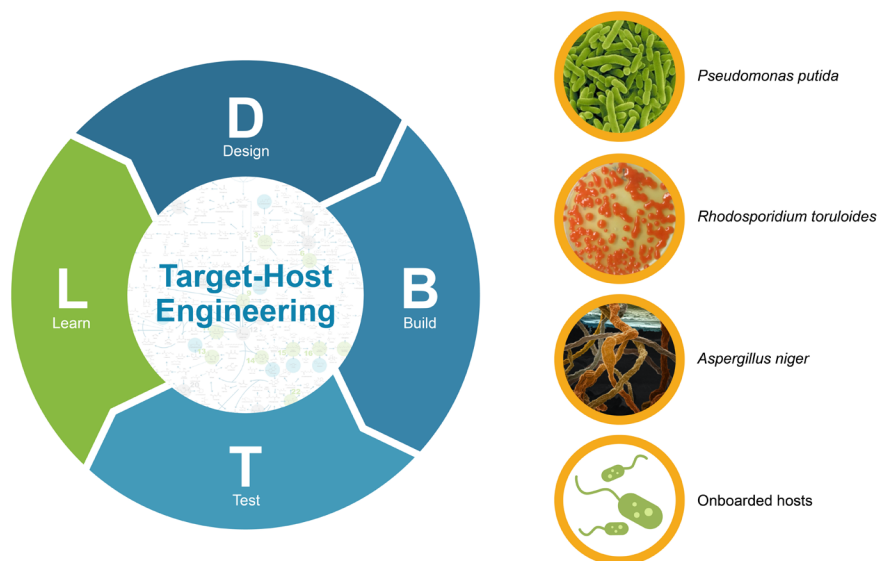 D
Design
B
Build
T
Test
L
Learn
Target-Host
Engineering
Pseudomonas putida
Rhodosporidium toruloides
Aspergillus niger
Onboarded hosts